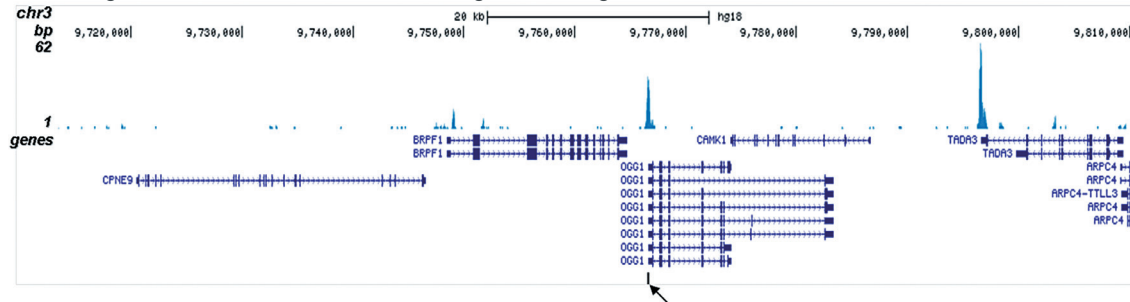 chr3 20 kb hg18
bp 9,720,000 9,730,000 9,740,000 9,750,000 9,760,000 9,770,000 9,780,000 9,790,000 9,800,000 9,810,000
62
1
genes BRPF1 CAMK1 TADA3
BRPF1 TADA3
OGG1 ARPC4
CPNE9 OGG1 ARPC4
OGG1 ARPC4-TTLL3
OGG1 ARPC4
OGG1 ARPC4
OGG1
OGG1
OGG1